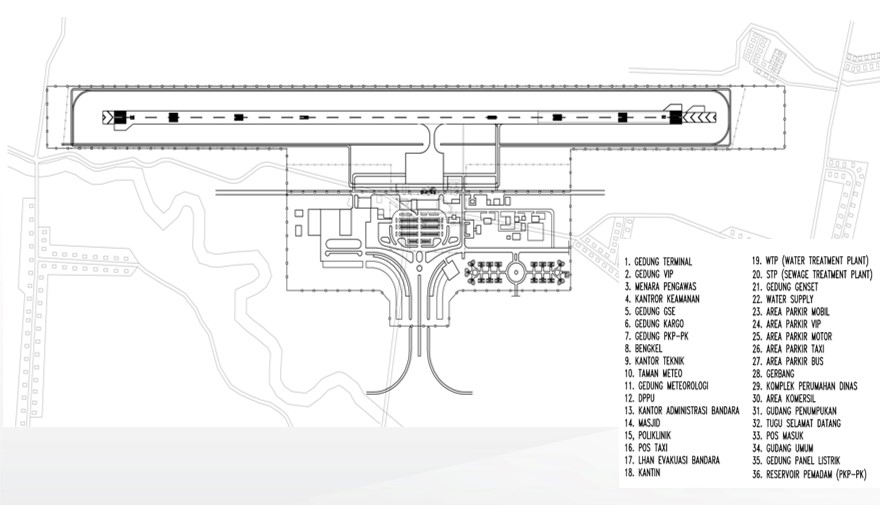 1. GEDUNG TERMINAL
2. GEDUNG VIP
3. MENARA PENGAWAS
4. KANTROR KEAMANAN
5. GEDUNG GSE
6. GEDUNG KARGO
7. GEDUNG PKP-PK
8. BENGKEL
9. KANTOR TEKNIK
10. TAMAN METEO
11. GEDUNG METEOROLOGI
12. DPPU
13. KANTOR ADMINISTRASI BANDARA
14. MASJID
15, POLIKLINIK
16. POS TAXI
17. LHAN EVAKUASI BANDARA
18. KANTIN
19. WTP (WATER TREATMENT PLANT)
20. STP (SEWAGE TREATMENT PLANT)
21. GEDUNG GENSET
22. WATER SUPPLY
23. AREA PARKIR MOBIL
24. AREA PARKIR VIP
25. AREA PARKIR MOTOR
26. AREA PARKIR TAXI
27. AREA PARKIR BUS
28. GERBANG
29. KOMPLEK PERUMAHAN DINAS
30. AREA KOMERSIL
31. GUDANG PENUMPUKAN
32. TUGU SELAMAT DATANG
33. POS MASUK
34. GUDANG UMUM
35. GEDUNG PANEL LISTRIK
36. RESERVOIR PEMADAM (PKP-PK)